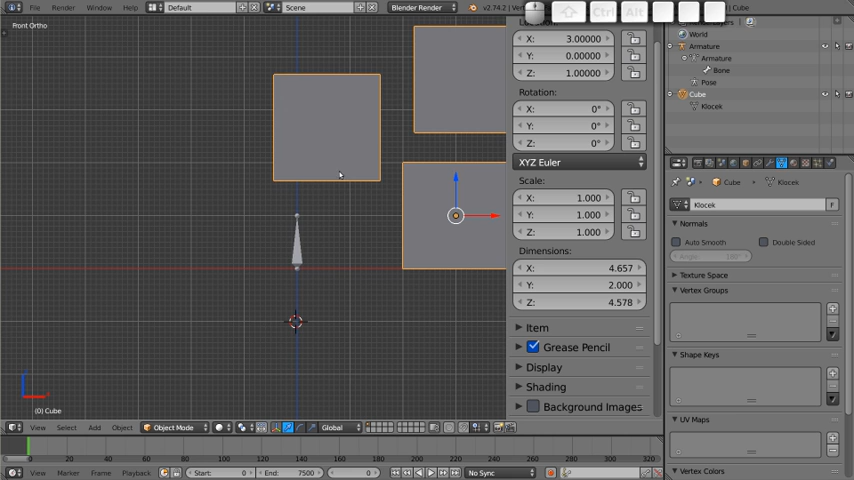 File Render Window Help Default Scene Blender Render v2.74.2 Cube
Ctrl Alt
Front Ortho
X: 3.00000
Y: 0.00000
Z: 1.00000
Rotation:
X: 0°
Y: 0°
Z: 0°
XYZ Euler
Scale:
X: 1.000
Y: 1.000
Z: 1.000
Dimensions:
X: 4.657
Y: 2.000
Z: 4.578
Item
Grease Pencil
Display
Shading
Background Images
World
Armature
Armature
Bone
Pose
Cube
Klocek
Cube Klocek
Klocek F
Normals
Auto Smooth Double Sided
Angle: 180°
Texture Space
Vertex Groups
Shape Keys
UV Maps
Vertex Colors
(0) Cube
View Select Add Object Object Mode Global
0 20 40 60 80 100 120 140 160 180 200 220 240 260 280 300 320
View Marker Frame Playback Start: 0 End: 7500 0 No Sync